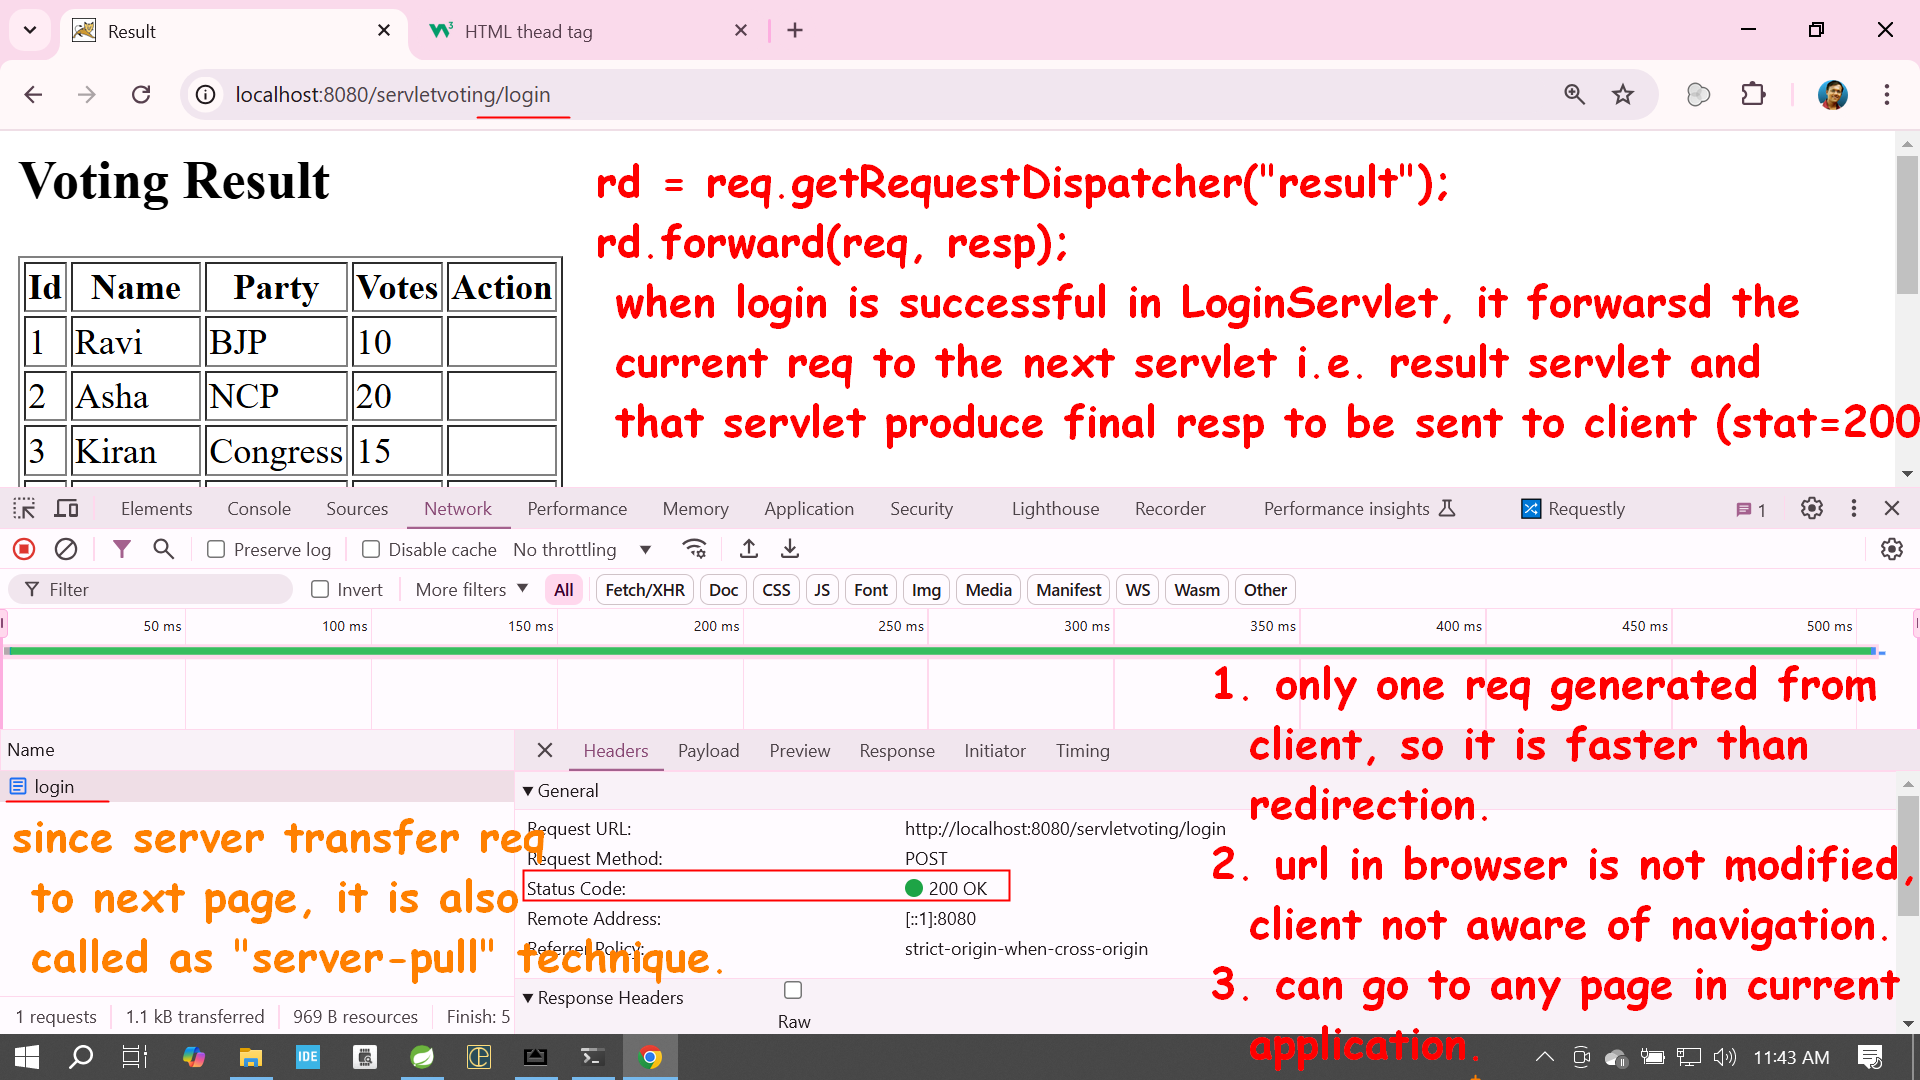 Result
HTML thead tag
localhost:8080/servletvoting/login
Voting Result
Id Name Party Votes Action
1 Ravi BJP 10
2 Asha NCP 20
3 Kiran Congress 15
rd = req.getRequestDispatcher("result");
rd.forward(req, resp);
when login is successful in LoginServlet, it forwarsd the
current req to the next servlet i.e. result servlet and
that servlet produce final resp to be sent to client (stat=200
Elements Console Sources Network Performance Memory Application Security Lighthouse Recorder Performance insights Requestly 1
Preserve log Disable cache No throttling
Filter Invert More filters All Fetch/XHR Doc CSS JS Font Img Media Manifest WS Wasm Other
50 ms 100 ms 150 ms 200 ms 250 ms 300 ms 350 ms 400 ms 450 ms 500 ms
1. only one req generated from
client, so it is faster than
redirection.
2. url in browser is not modified,
client not aware of navigation.
3. can go to any page in current
application.
Name
login
since server transfer req
to next page, it is also
called as "server-pull" technique.
Headers Payload Preview Response Initiator Timing
General
Request URL: http://localhost:8080/servletvoting/login
Request Method: POST
Status Code: 200 OK
Remote Address: [::1]:8080
Referrer Policy: strict-origin-when-cross-origin
Response Headers
Raw
1 requests 1.1 kB transferred 969 B resources Finish: 5
IDE
11:43 AM